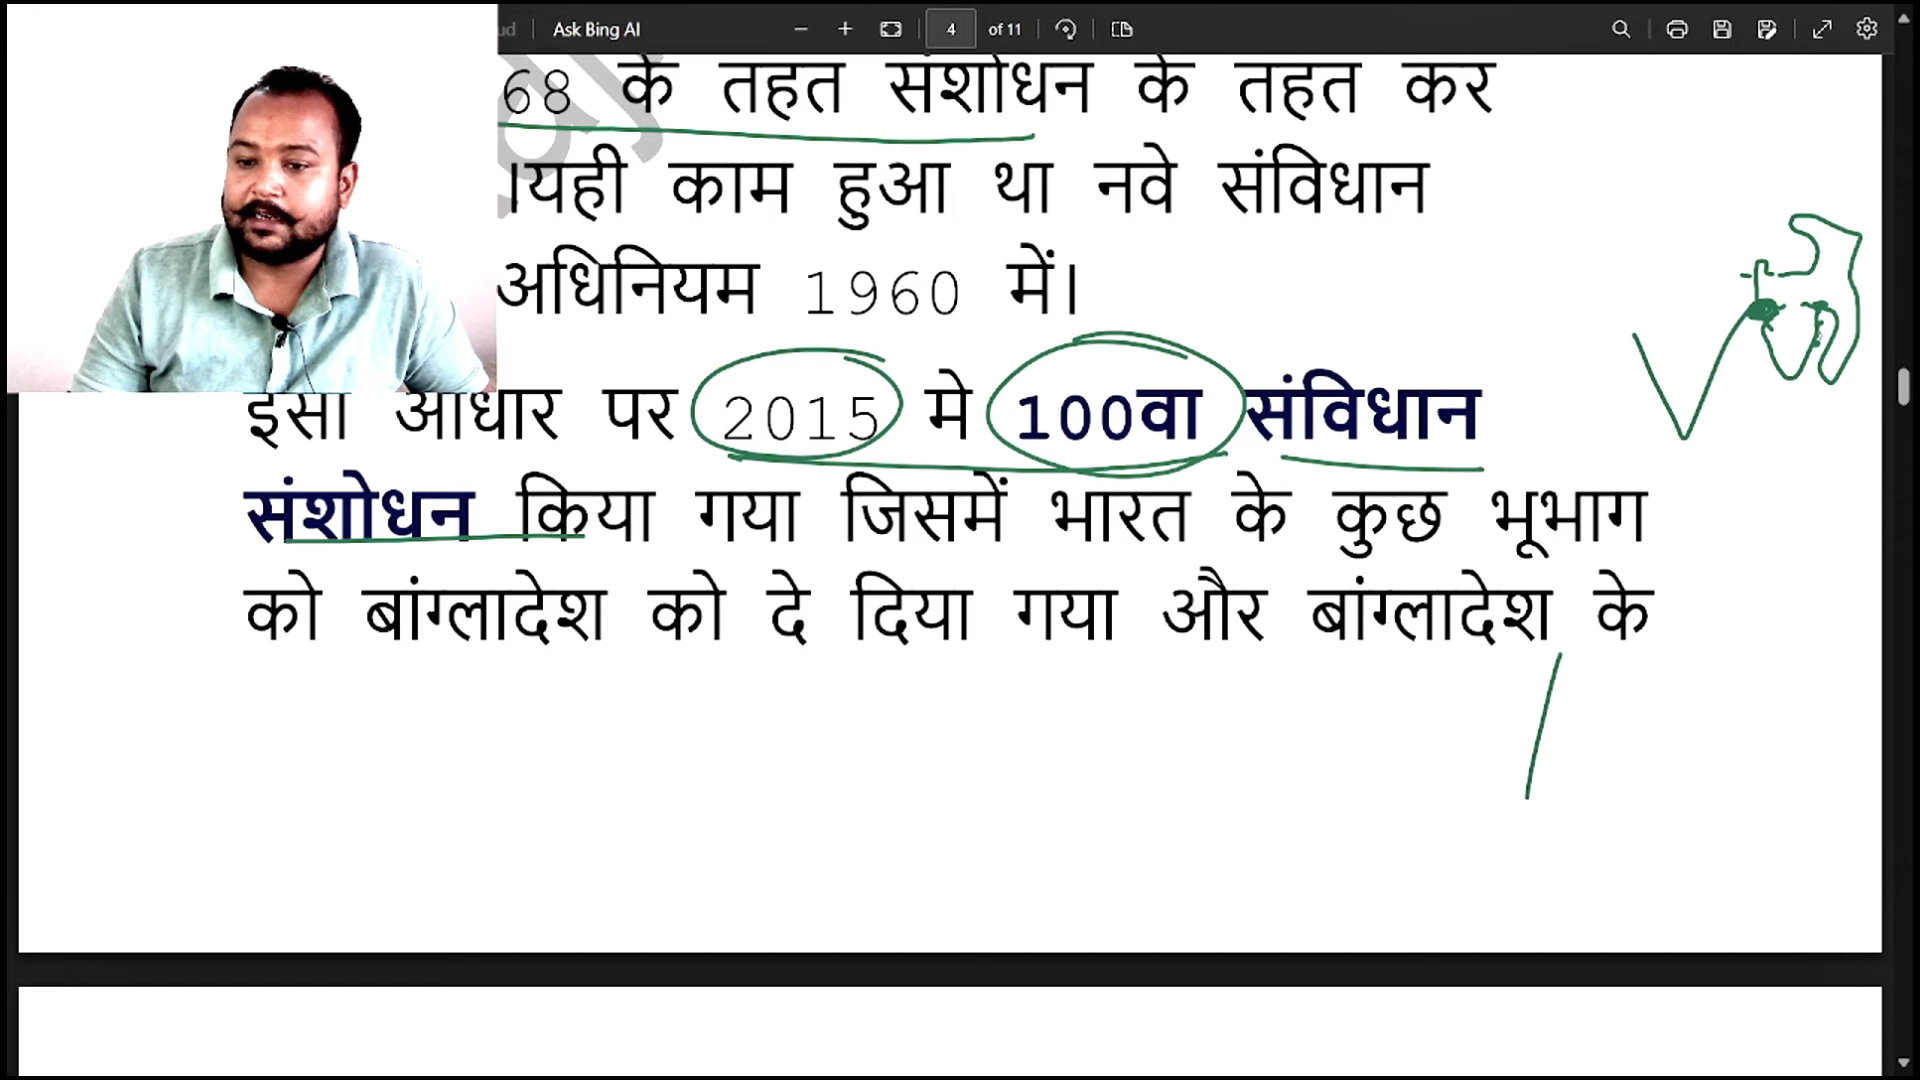 Ask Bing AI
4 of 11
68 के तहत संशोधन के तहत कर
।यही काम हुआ था नवे संविधान
अधिनियम 1960 में।
इसी आधार पर 2015 मे 100वा संविधान
संशोधन किया गया जिसमें भारत के कुछ भूभाग
को बांग्लादेश को दे दिया गया और बांग्लादेश के